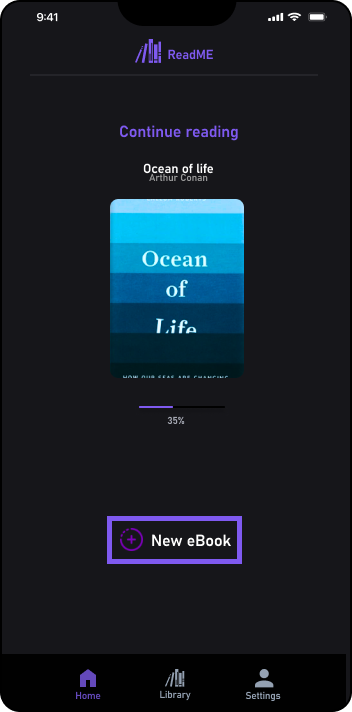 9:41
ReadME
Continue reading
Ocean of life
Arthur Conan
Ocean
of
Life
HOW OUR SEAS ARE CHANGING
35%
New eBook
Home
Library
Settings